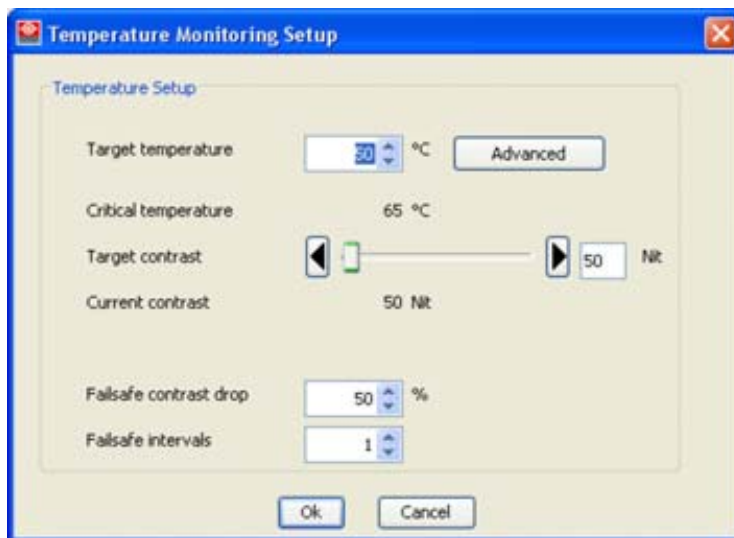 Temperature Monitoring Setup
Temperature Setup
Target temperature 50 °C Advanced
Critical temperature 65 °C
Target contrast 50 Nit
Current contrast 50 Nit
Failsafe contrast drop 50 %
Failsafe intervals 1
Ok Cancel